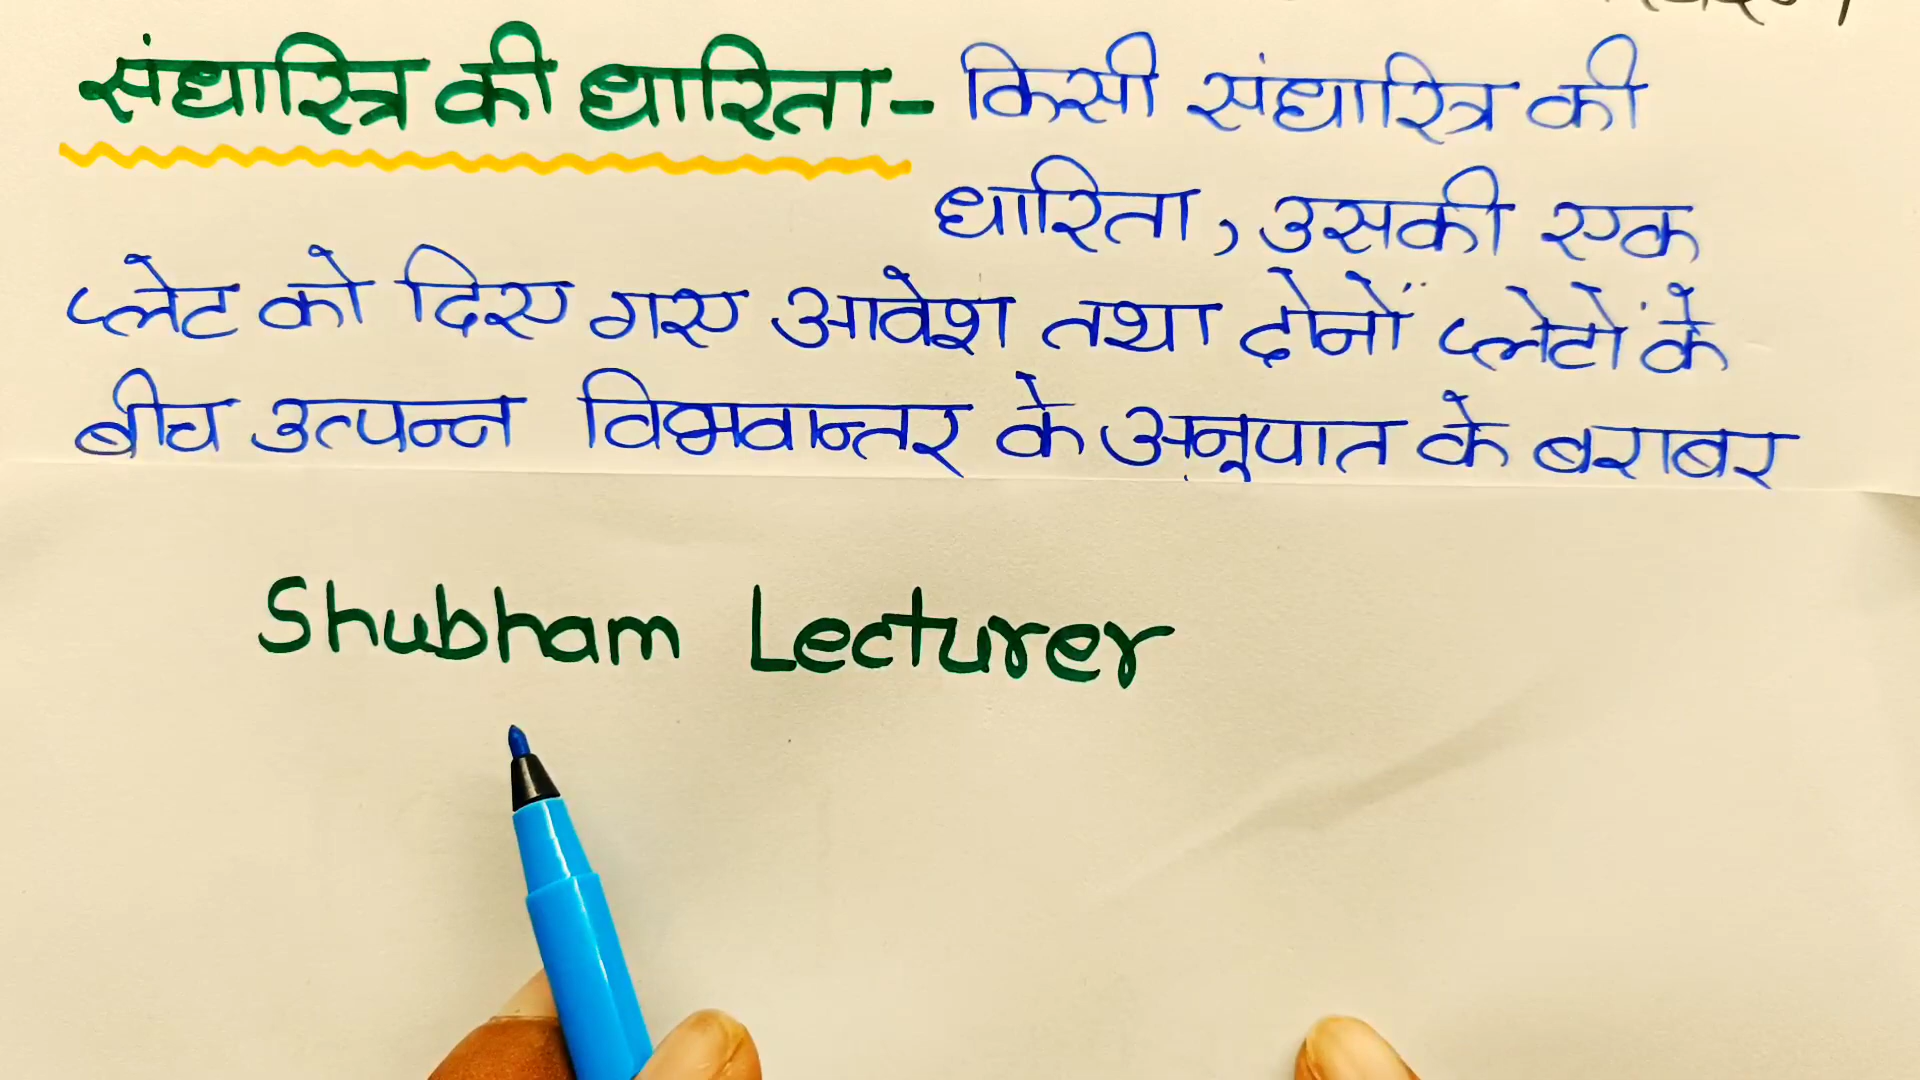 संधारित्र की धारिता- किसी संधारित्र की
धारिता, उसकी एक
प्लेट को दिए गए आवेश तथा दोनों प्लेटों के
बीच उत्पन्न विभवान्तर के अनुपात के बराबर
Shubham Lecturer